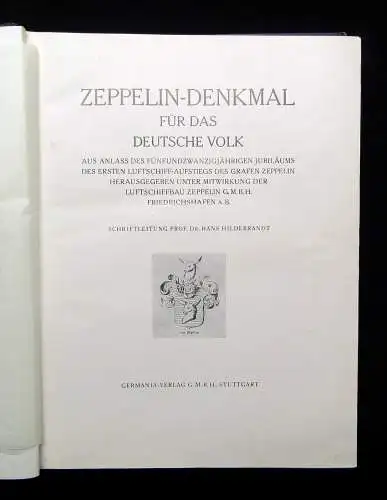 ZEPPELIN-DENKMAL
FÜR DAS
DEUTSCHE VOLK
AUS ANLASS DES FÜNFUNDZWANZIGJÄHRIGEN JUBILÄUMS
DES ERSTEN LUFTSCHIFF-AUFSTIEGS DES GRAFEN ZEPPELIN
HERAUSGEGEBEN UNTER MITWIRKUNG DER
LUFTSCHIFFBAU ZEPPELIN G.M.B.H.
FRIEDRICHSHAFEN A.B.
SCHRIFTLEITUNG PROF. DR. HANS HILDEBRANDT
GERMANIA-VERLAG G.M.B.H. STUTTGART